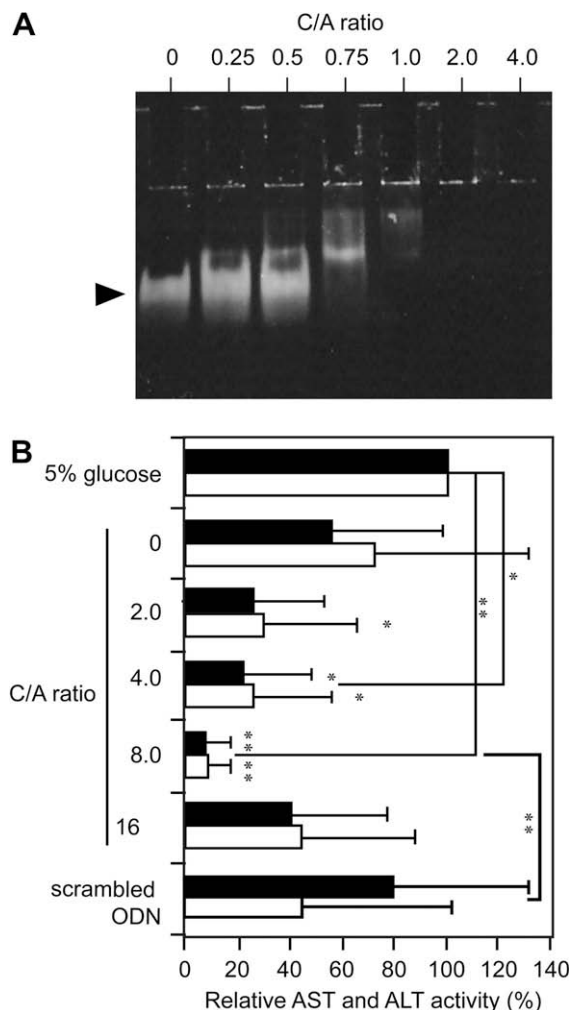 A
C/A ratio
0 0.25 0.5 0.75 1.0 2.0 4.0
B
5% glucose
0
*
**
2.0
*
4.0
*
*
C/A ratio
8.0
**
**
**
16
scrambled
ODN
0 20 40 60 80 100 120 140
Relative AST and ALT activity (%)